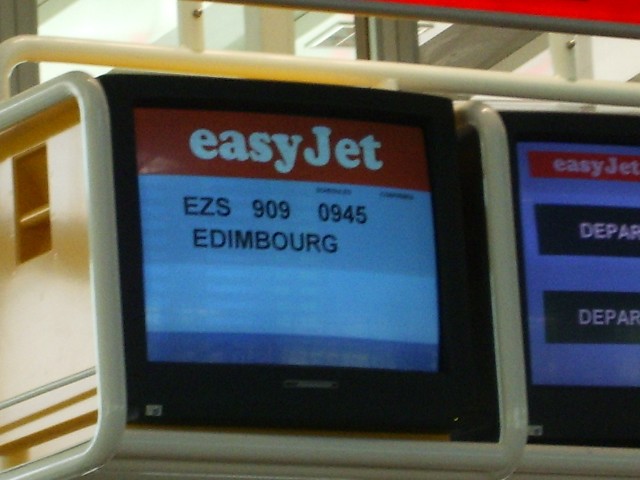 easyJet
EZS 909 0945
EDIMBOURG
easyJet
DEPAR
DEPAR